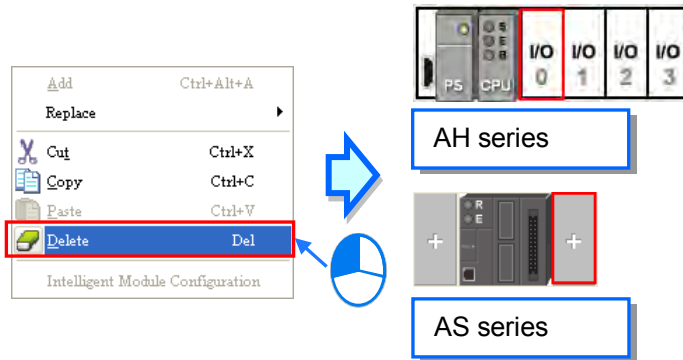 Add Ctrl+Alt+A
Replace
Cut Ctrl+X
Copy Ctrl+C
Paste Ctrl+V
Delete Del
Intelligent Module Configuration
PS CPU I/O 0 I/O 1 I/O 2 I/O 3
S
E
B
AH series
R
E
+ +
AS series